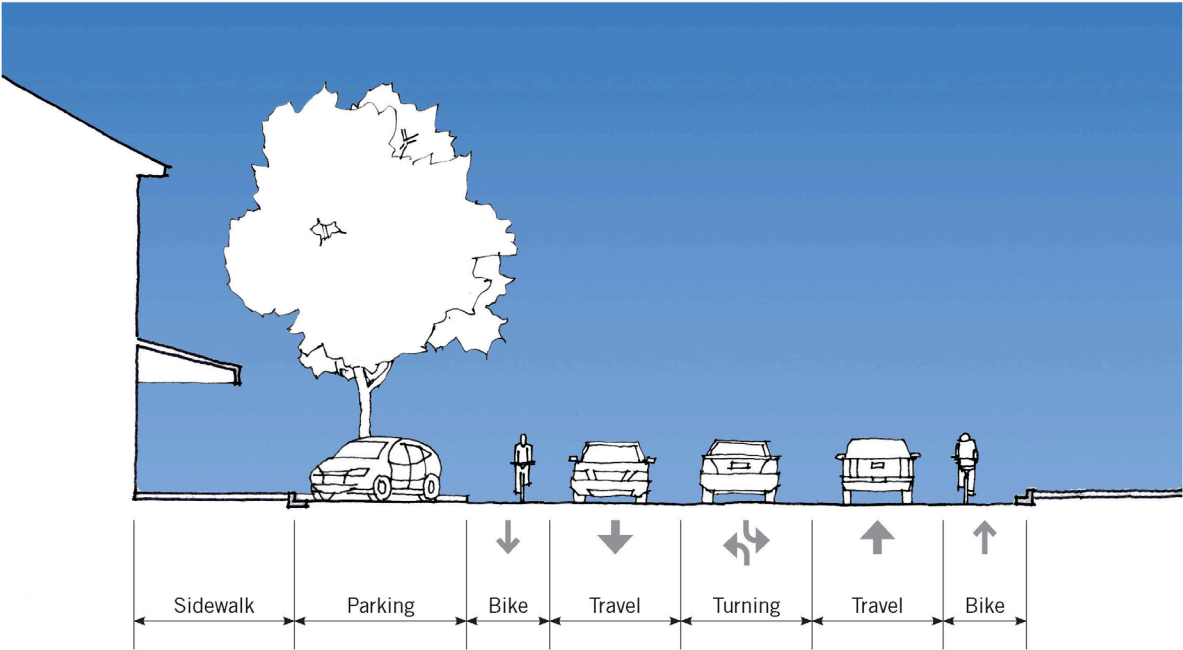 Sidewalk
Parking
Bike
Travel
Turning
Travel
Bike